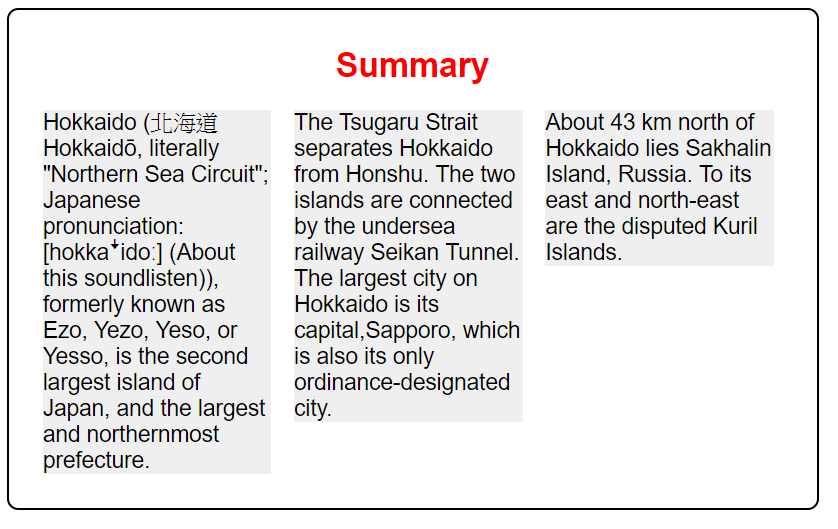 Summary
Hokkaido (北海道
Hokkaidō, literally
"Northern Sea Circuit";
Japanese
pronunciation:
[hokkaꜜidoː] (About
this soundlisten)),
formerly known as
Ezo, Yezo, Yeso, or
Yesso, is the second
largest island of
Japan, and the largest
and northernmost
prefecture.
The Tsugaru Strait
separates Hokkaido
from Honshu. The two
islands are connected
by the undersea
railway Seikan Tunnel.
The largest city on
Hokkaido is its
capital,Sapporo, which
is also its only
ordinance-designated
city.
About 43 km north of
Hokkaido lies Sakhalin
Island, Russia. To its
east and north-east
are the disputed Kuril
Islands.